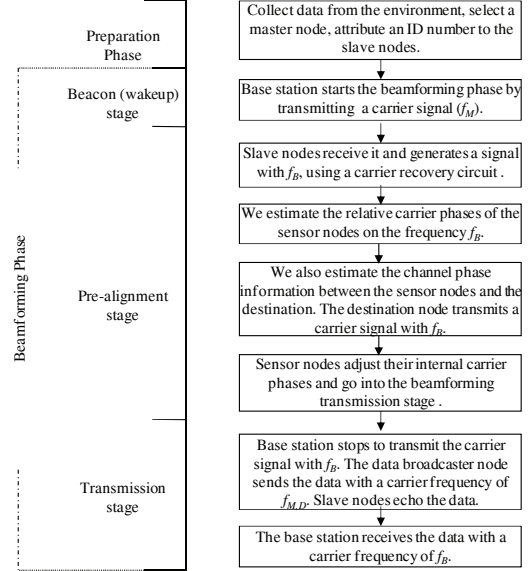 Preparation
Phase
Beacon (wakeup)
stage
Beamforming Phase
Pre-alignment
stage
Transmission
stage
Collect data from the environment, select a
master node, attribute an ID number to the
slave nodes.
Base station starts the beamforming phase by
transmitting a carrier signal (fM).
Slave nodes receive it and generates a signal
with fB, using a carrier recovery circuit .
We estimate the relative carrier phases of the
sensor nodes on the frequency fB.
We also estimate the channel phase
information between the sensor nodes and the
destination. The destination node transmits a
carrier signal with fB.
Sensor nodes adjust their internal carrier
phases and go into the beamforming
transmission stage .
Base station stops to transmit the carrier
signal with fB. The data broadcaster node
sends the data with a carrier frequency of
fM,D. Slave nodes echo the data.
The base station receives the data with a
carrier frequency of fB.